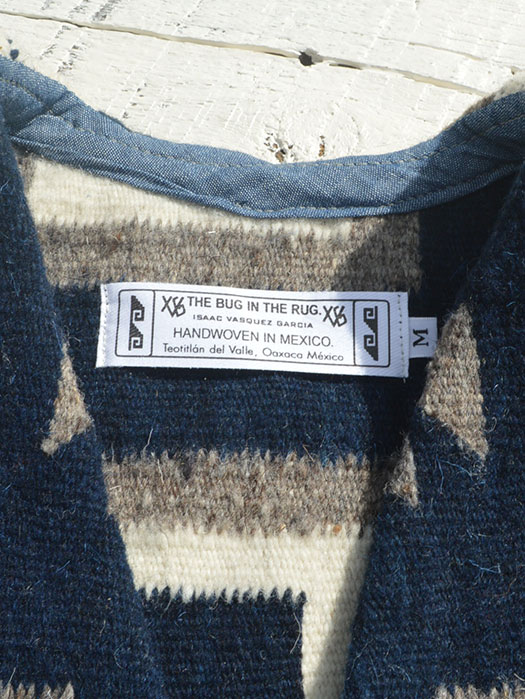 THE BUG IN THE RUG.
ISAAC VASQUEZ GARCIA
HANDWOVEN IN MEXICO.
Teotitlán del Valle, Oaxaca México
M